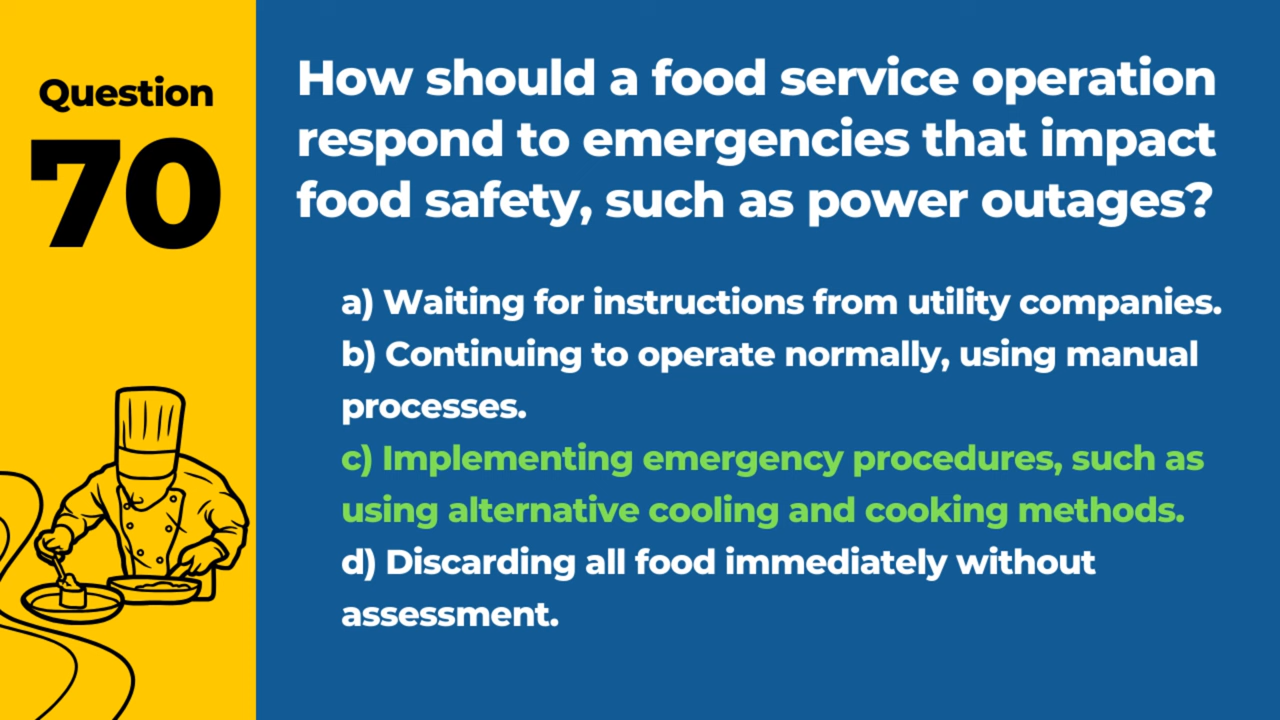 Question
70
How should a food service operation
respond to emergencies that impact
food safety, such as power outages?
a) Waiting for instructions from utility companies.
b) Continuing to operate normally, using manual
processes.
c) Implementing emergency procedures, such as
using alternative cooling and cooking methods.
d) Discarding all food immediately without
assessment.